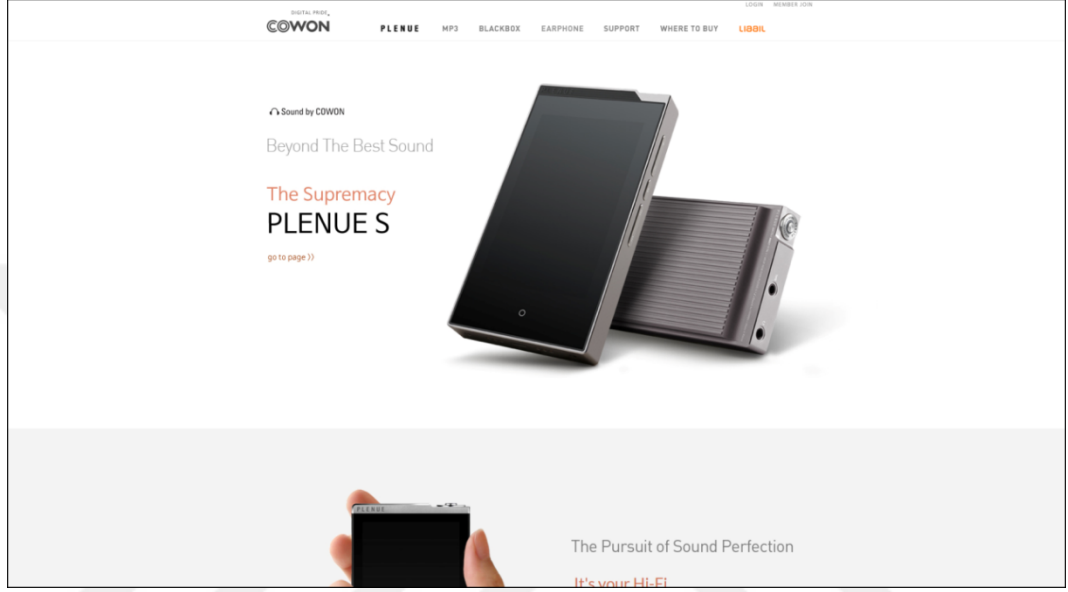 LOGIN MEMBER JOIN
DIGITAL PRIDE,
COWON
PLENUE MP3 BLACKBOX EARPHONE SUPPORT WHERE TO BUY LIAAIL
Sound by COWON
Beyond The Best Sound
The Supremacy
PLENUE S
go to page ⟩⟩
PLENUE
The Pursuit of Sound Perfection
It's your Hi-Fi